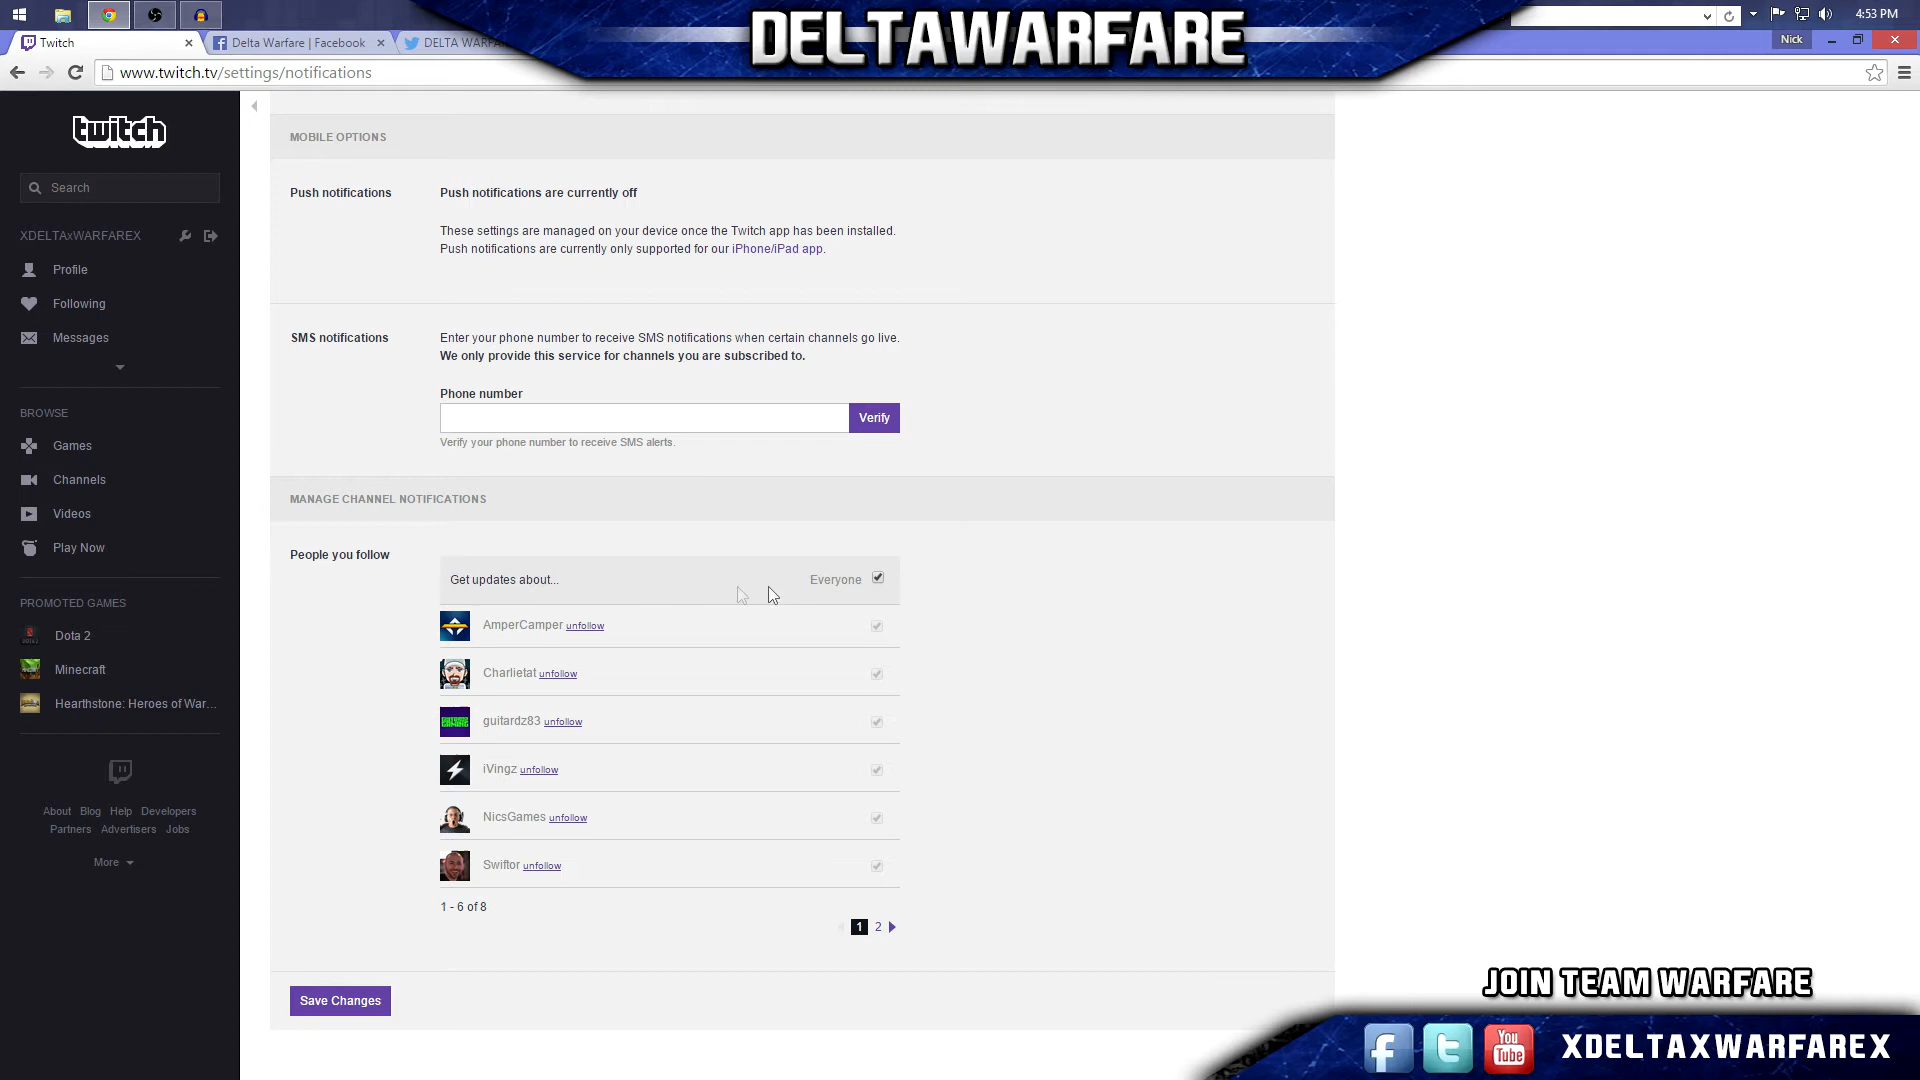 DELTAWARFARE
4:53 PM
Twitch
Delta Warfare | Facebook
DELTA WARFA
Nick
www.twitch.tv/settings/notifications
twitch
Search
XDELTAxWARFAREX
Profile
Following
Messages
BROWSE
Games
Channels
Videos
Play Now
PROMOTED GAMES
Dota 2
Minecraft
Hearthstone: Heroes of War...
About Blog Help Developers
Partners Advertisers Jobs
More
MOBILE OPTIONS
Push notifications
Push notifications are currently off
These settings are managed on your device once the Twitch app has been installed.
Push notifications are currently only supported for our iPhone/iPad app.
SMS notifications
Enter your phone number to receive SMS notifications when certain channels go live.
We only provide this service for channels you are subscribed to.
Phone number
Verify
Verify your phone number to receive SMS alerts.
MANAGE CHANNEL NOTIFICATIONS
People you follow
Get updates about... Everyone
AmperCamper unfollow
Charlietat unfollow
guitardz83 unfollow
iVingz unfollow
NicsGames unfollow
Swiftor unfollow
1 - 6 of 8
1 2
Save Changes
JOIN TEAM WARFARE
You Tube
XDELTAXWARFAREX